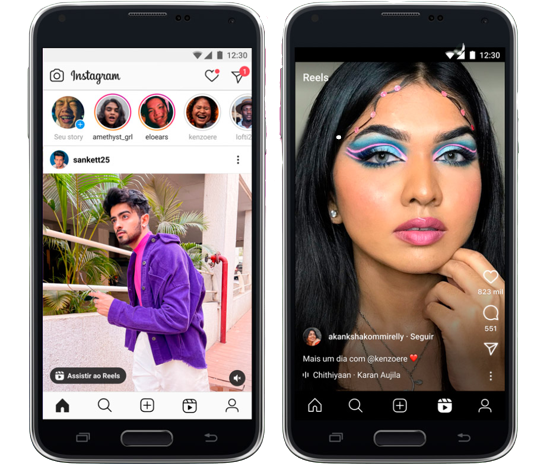 12:30
Instagram
1
Seu story
amethyst_grl
eloears
kenzoere
lofti2
sankett25
Assistir ao Reels
12:30
Reels
823 mil
551
akankshakommirelly · Seguir
Mais um dia com @kenzoere ❤️
Chithiyaan · Karan Aujila